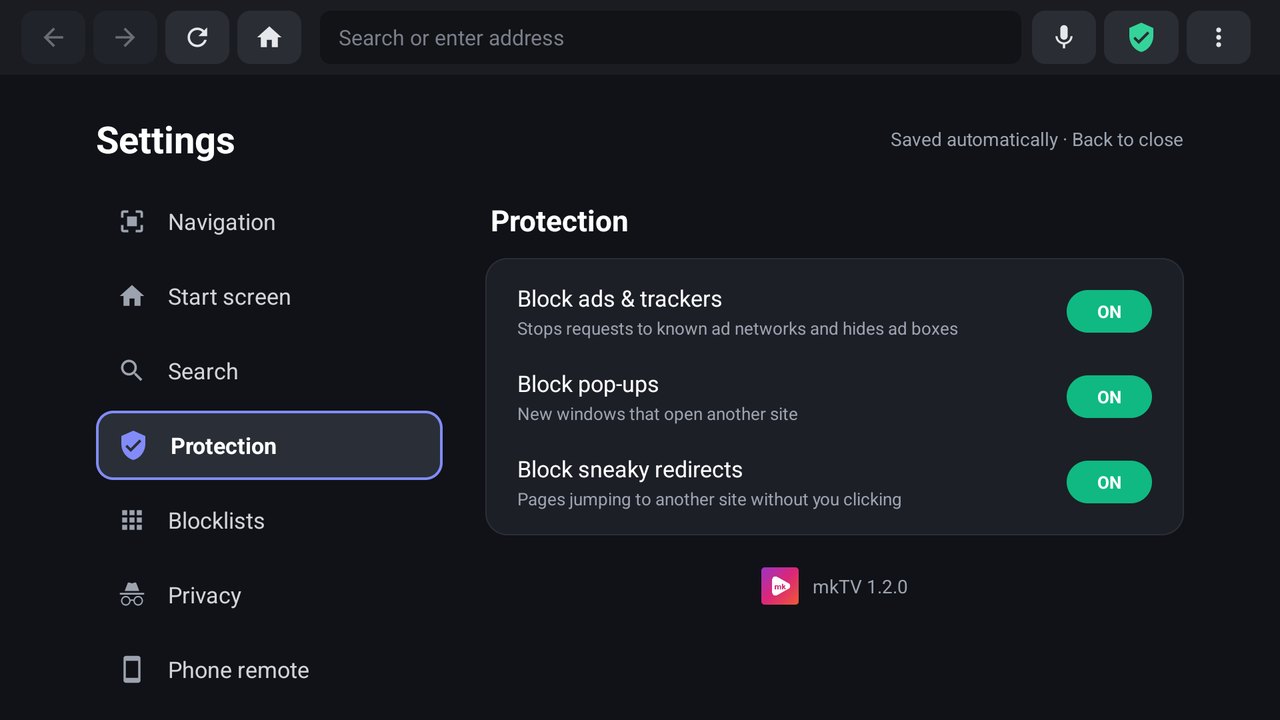 Search or enter address
Settings
Saved automatically · Back to close
Navigation
Start screen
Search
Protection
Blocklists
Privacy
Phone remote
Protection
Block ads & trackers
Stops requests to known ad networks and hides ad boxes
ON
Block pop-ups
New windows that open another site
ON
Block sneaky redirects
Pages jumping to another site without you clicking
ON
mk
mkTV 1.2.0